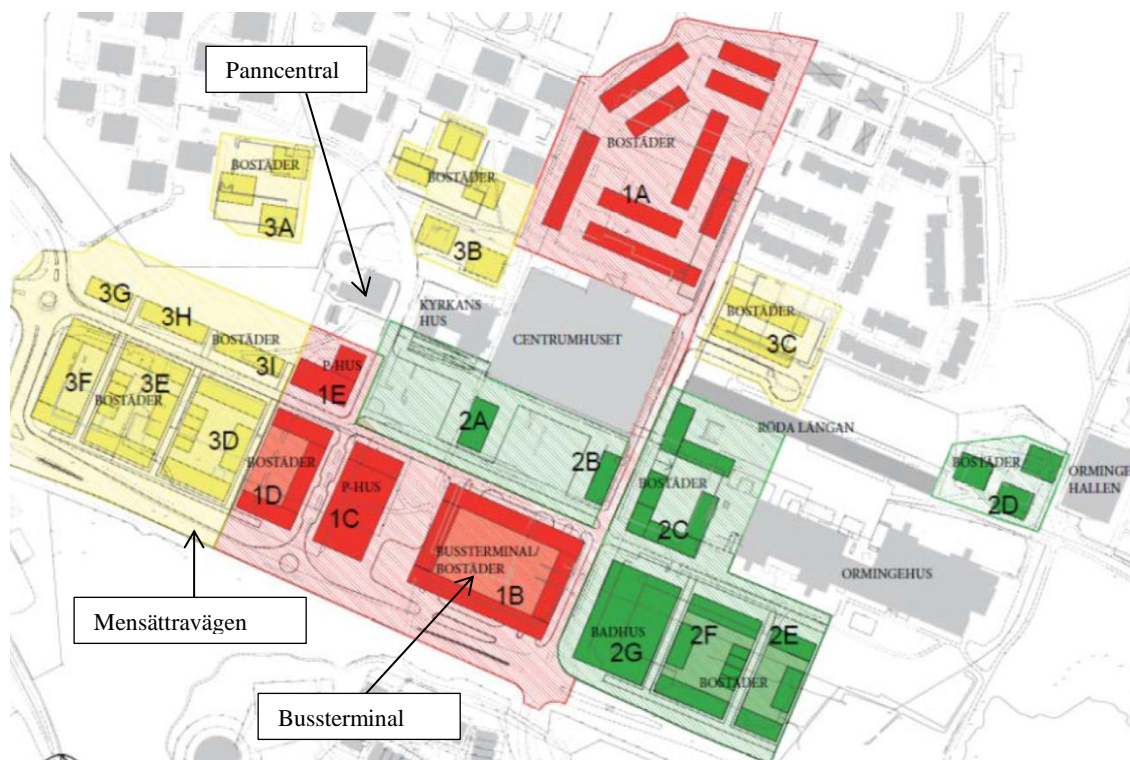 Panncentral
BOSTÄDER
1A
BOSTÄDER
3A
BOSTÄDER
3B
BOSTÄDER
3C
3G
3H
BOSTÄDER
3I
KYRKANS
HUS
CENTRUMHUSET
P-HUS
1E
3F
3E
BOSTÄDER
3D
2A
2B
RÖDA LÄNGAN
BOSTÄDER
1D
P-HUS
1C
BOSTÄDER
2C
BOSTÄDER
2D
ORMINGE
HALLEN
BUSSTERMINAL/
BOSTÄDER
1B
ORMINGEHUS
Mensättravägen
BADHUS
2G
2F
2E
BOSTÄDER
Bussterminal